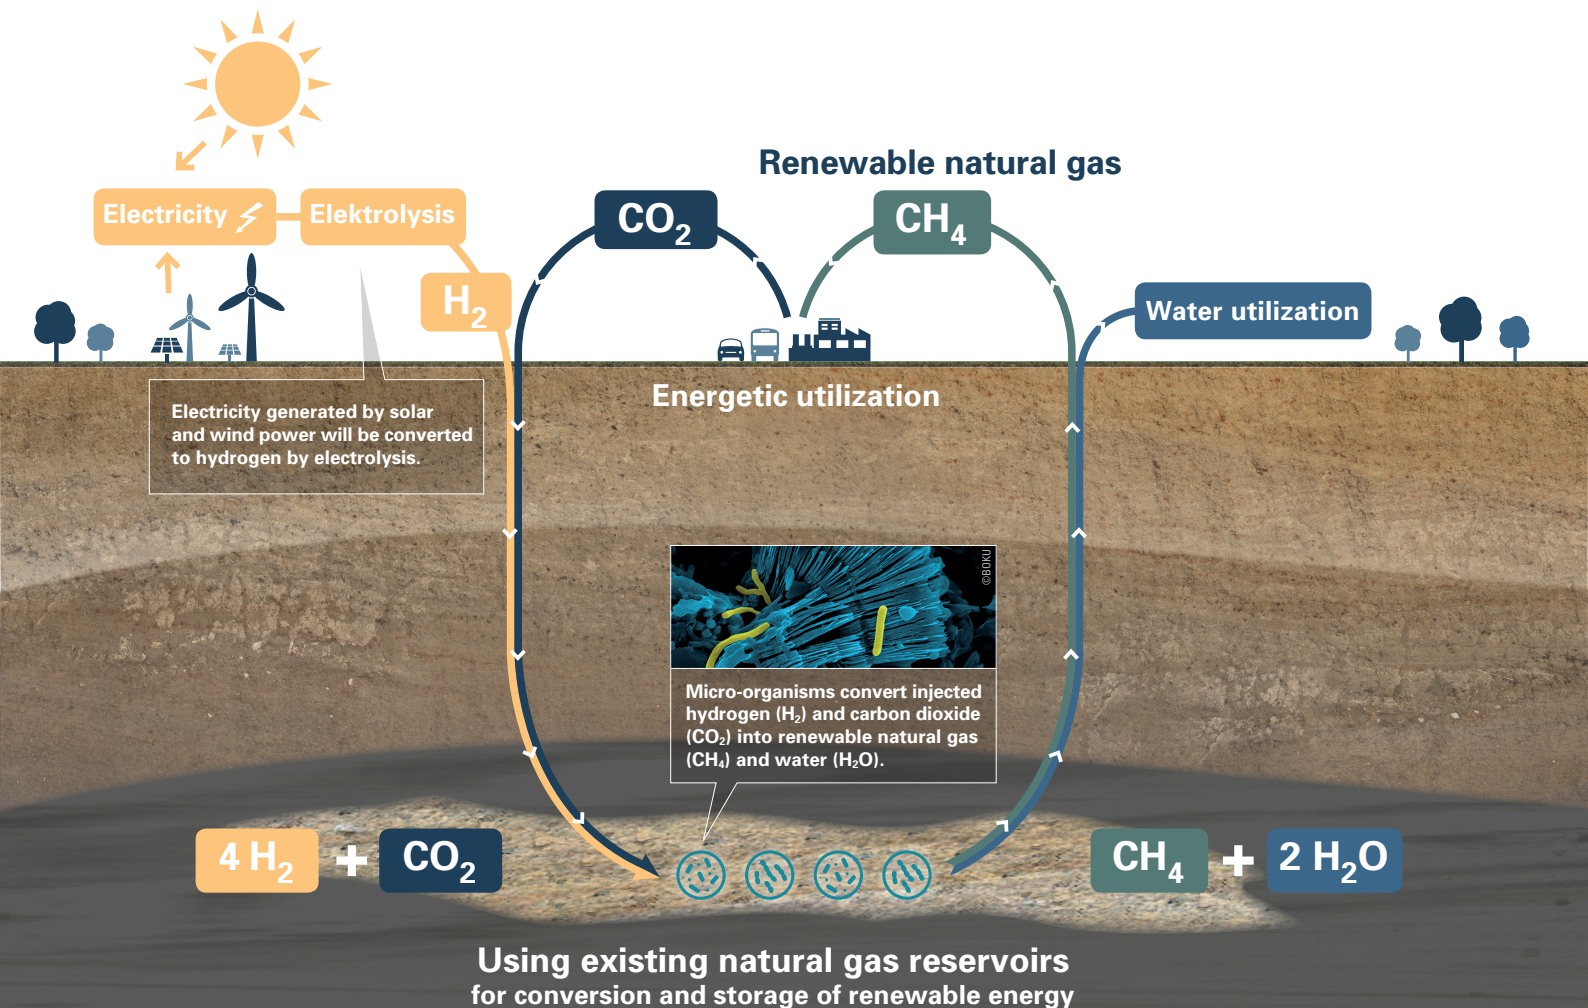 Renewable natural gas
Electricity
Elektrolysis
CO₂
CH₄
H₂
Water utilization
Energetic utilization
Electricity generated by solar
and wind power will be converted
to hydrogen by electrolysis.
©BOKU
Micro-organisms convert injected
hydrogen (H₂) and carbon dioxide
(CO₂) into renewable natural gas
(CH₄) and water (H₂O).
4 H₂ + CO₂
CH₄ + 2 H₂O
Using existing natural gas reservoirs
for conversion and storage of renewable energy